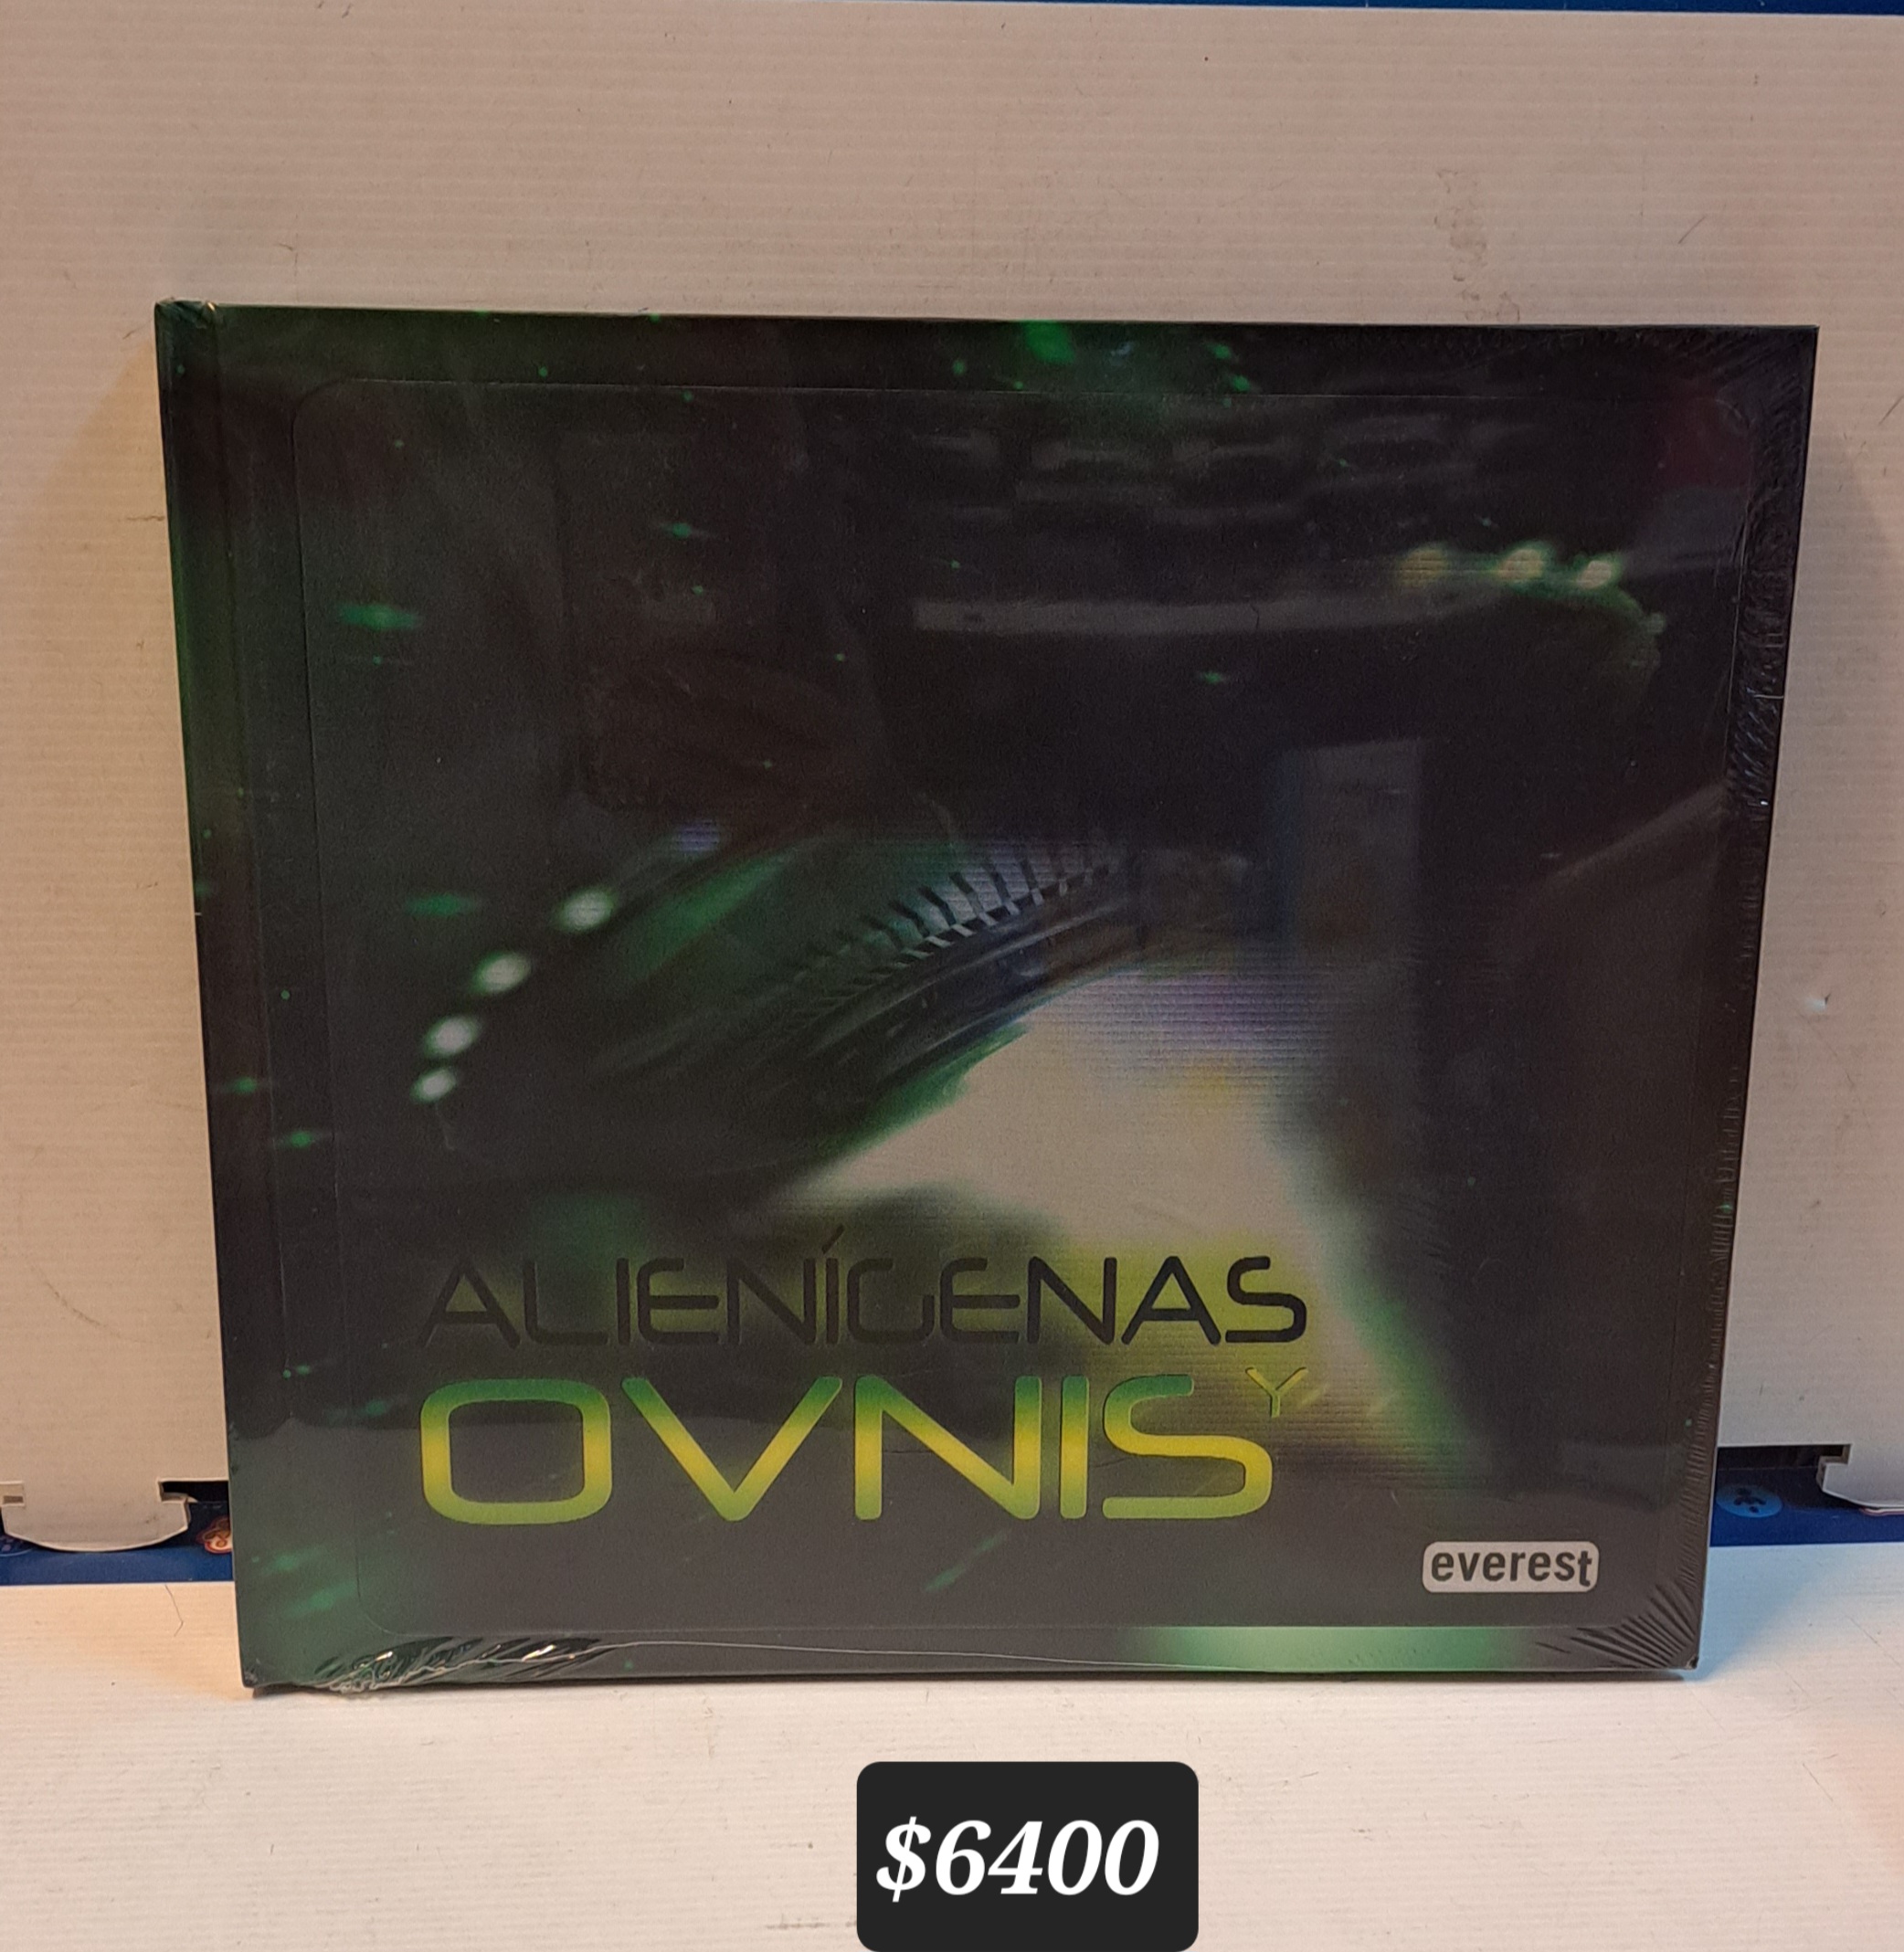 ALIENÍGENAS
Y
OVNIS
everest
$6400